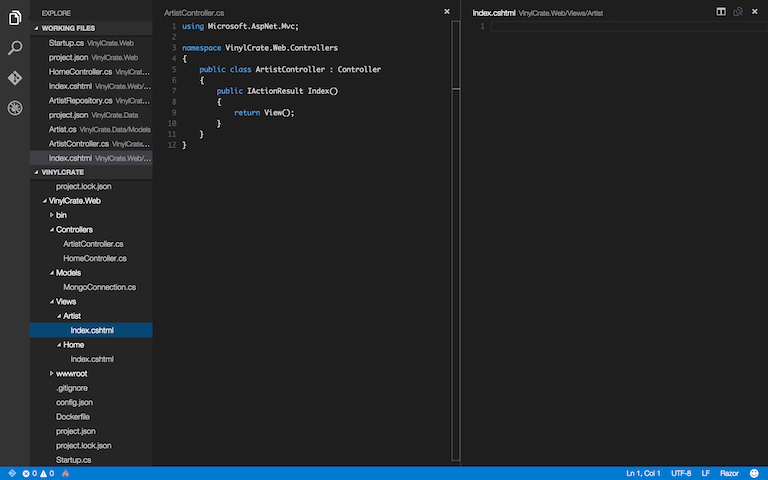 EXPLORE
WORKING FILES
Startup.cs VinylCrate.Web
project.json VinylCrate.Web
HomeController.cs VinylCrat...
Index.cshtml VinylCrate.Web/...
ArtistRepository.cs VinylCrat...
project.json VinylCrate.Data
Artist.cs VinylCrate.Data/Models
ArtistController.cs VinylCrate...
Index.cshtml VinylCrate.Web/...
VINYLCRATE
project.lock.json
VinylCrate.Web
bin
Controllers
ArtistController.cs
HomeController.cs
Models
MongoConnection.cs
Views
Artist
Index.cshtml
Home
Index.cshtml
wwwroot
.gitignore
config.json
Dockerfile
project.json
project.lock.json
Startup.cs
ArtistController.cs
1 using Microsoft.AspNet.Mvc;
2
3 namespace VinylCrate.Web.Controllers
4 {
5 public class ArtistController : Controller
6 {
7 public IActionResult Index()
8 {
9 return View();
10 }
11 }
12 }
Index.cshtml VinylCrate.Web/Views/Artist
1
0 0
Ln 1, Col 1 UTF-8 LF Razor